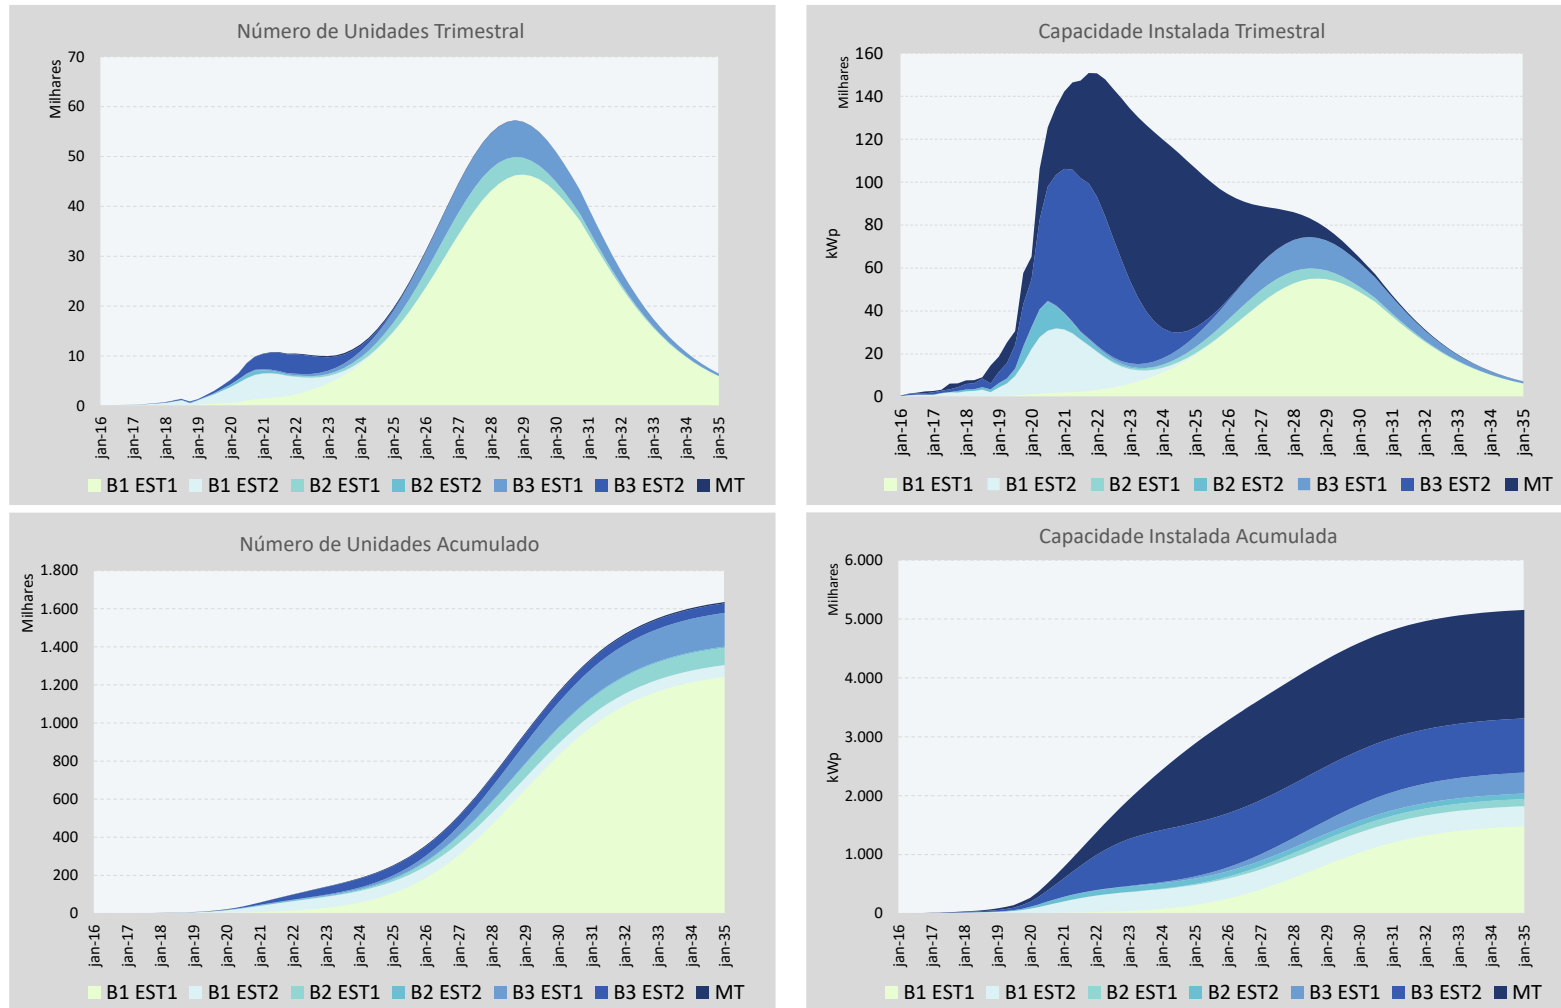 Número de Unidades Trimestral
Milhares
70
60
50
40
30
20
10
0
jan-16
jan-17
jan-18
jan-19
jan-20
jan-21
jan-22
jan-23
jan-24
jan-25
jan-26
jan-27
jan-28
jan-29
jan-30
jan-31
jan-32
jan-33
jan-34
jan-35
B1 EST1 B1 EST2 B2 EST1 B2 EST2 B3 EST1 B3 EST2 MT
Capacidade Instalada Trimestral
Milhares
kWp
160
140
120
100
80
60
40
20
0
jan-16
jan-17
jan-18
jan-19
jan-20
jan-21
jan-22
jan-23
jan-24
jan-25
jan-26
jan-27
jan-28
jan-29
jan-30
jan-31
jan-32
jan-33
jan-34
jan-35
B1 EST1 B1 EST2 B2 EST1 B2 EST2 B3 EST1 B3 EST2 MT
Número de Unidades Acumulado
Milhares
1.800
1.600
1.400
1.200
1.000
800
600
400
200
0
jan-16
jan-17
jan-18
jan-19
jan-20
jan-21
jan-22
jan-23
jan-24
jan-25
jan-26
jan-27
jan-28
jan-29
jan-30
jan-31
jan-32
jan-33
jan-34
jan-35
B1 EST1 B1 EST2 B2 EST1 B2 EST2 B3 EST1 B3 EST2 MT
Capacidade Instalada Acumulada
Milhares
kWp
6.000
5.000
4.000
3.000
2.000
1.000
0
jan-16
jan-17
jan-18
jan-19
jan-20
jan-21
jan-22
jan-23
jan-24
jan-25
jan-26
jan-27
jan-28
jan-29
jan-30
jan-31
jan-32
jan-33
jan-34
jan-35
B1 EST1 B1 EST2 B2 EST1 B2 EST2 B3 EST1 B3 EST2 MT